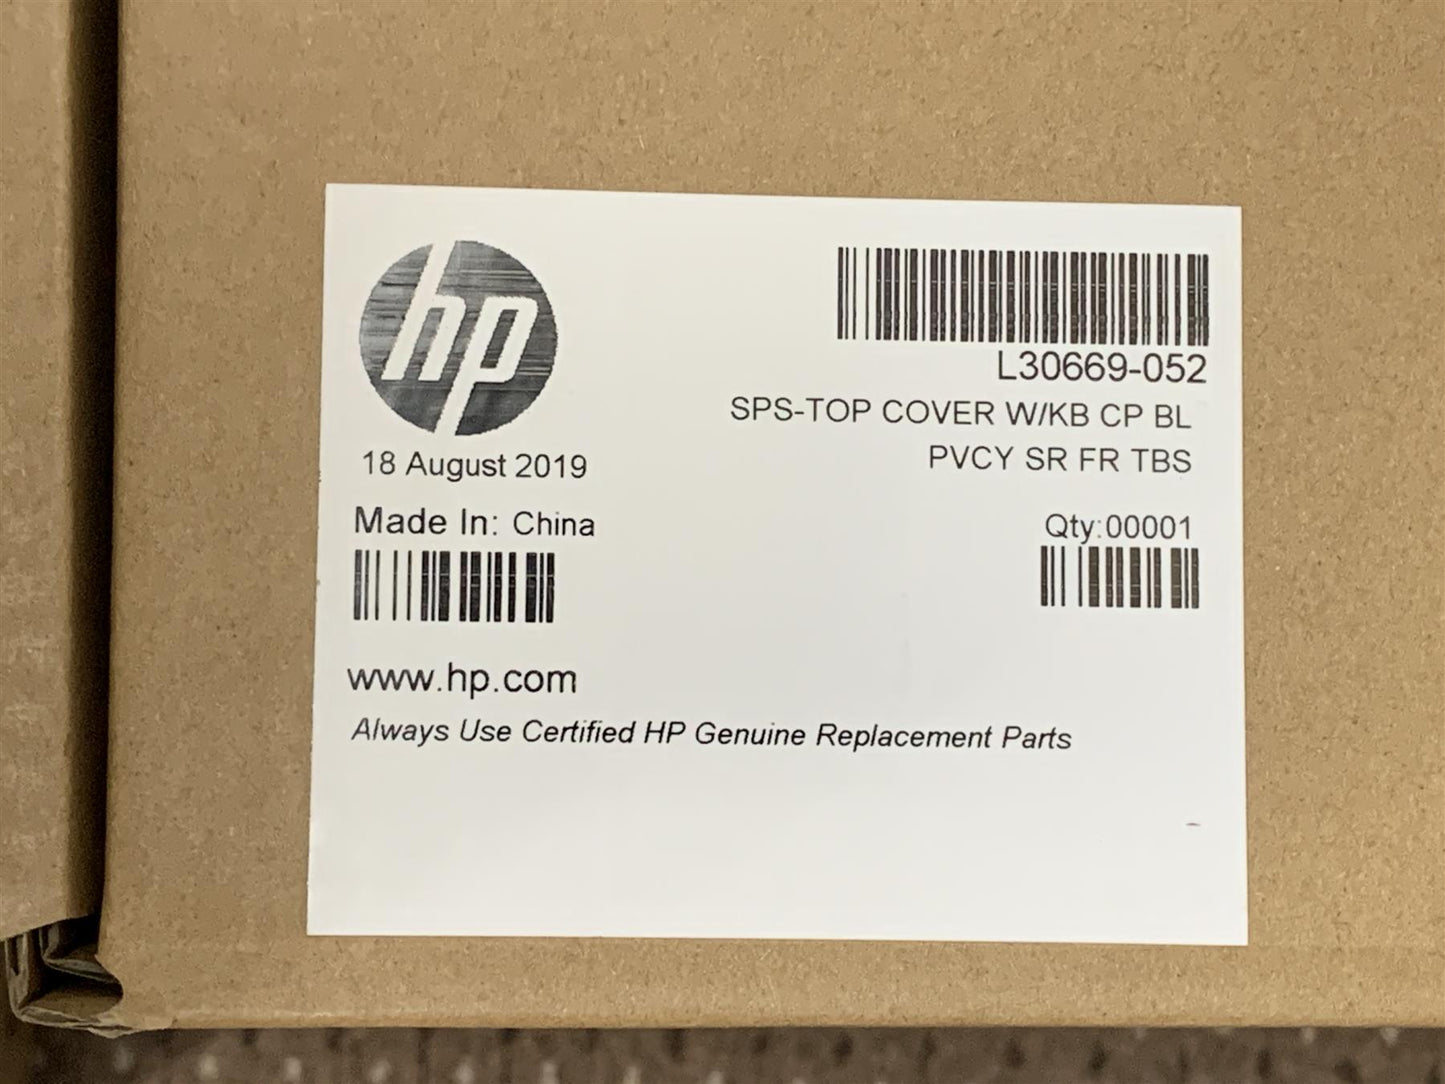 hp
L30669-052
SPS-TOP COVER W/KB CP BL
PVCY SR FR TBS
18 August 2019
Made In: China
Qty:00001
www.hp.com
Always Use Certified HP Genuine Replacement Parts